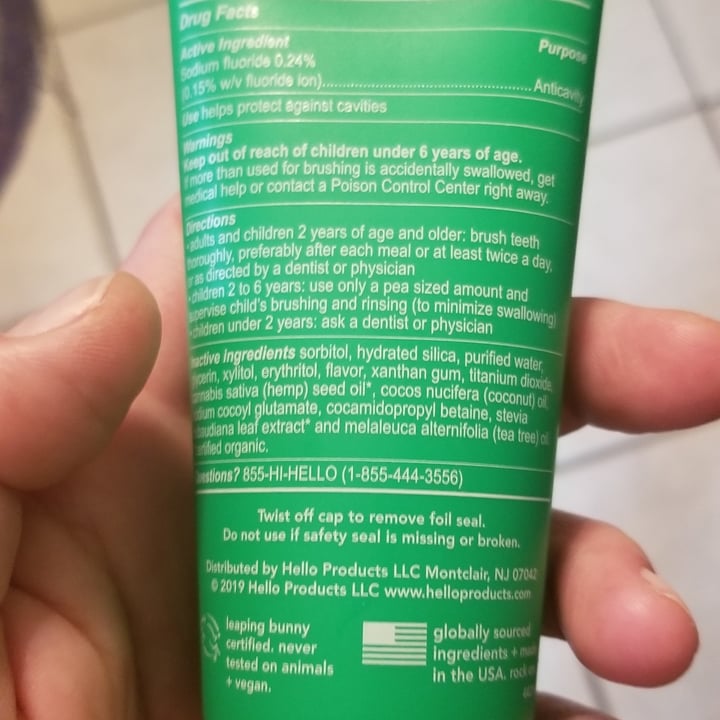 Drug Facts
Active Ingredient Purpose
Sodium fluoride 0.24%
(0.15% w/v fluoride ion)..........Anticavity
Use helps protect against cavities
Warnings
Keep out of reach of children under 6 years of age.
If more than used for brushing is accidentally swallowed, get
medical help or contact a Poison Control Center right away.
Directions
• adults and children 2 years of age and older: brush teeth
thoroughly, preferably after each meal or at least twice a day,
or as directed by a dentist or physician
• children 2 to 6 years: use only a pea sized amount and
supervise child's brushing and rinsing (to minimize swallowing)
• children under 2 years: ask a dentist or physician
inactive ingredients sorbitol, hydrated silica, purified water,
glycerin, xylitol, erythritol, flavor, xanthan gum, titanium dioxide,
cannabis sativa (hemp) seed oil*, cocos nucifera (coconut) oil,
sodium cocoyl glutamate, cocamidopropyl betaine, stevia
rebaudiana leaf extract* and melaleuca alternifolia (tea tree) oil
certified organic.
Questions? 855-HI-HELLO (1-855-444-3556)
Twist off cap to remove foil seal.
Do not use if safety seal is missing or broken.
Distributed by Hello Products LLC Montclair, NJ 07042
© 2019 Hello Products LLC www.helloproducts.com
leaping bunny
certified. never
tested on animals
+ vegan.
globally sourced
ingredients + made
in the USA.